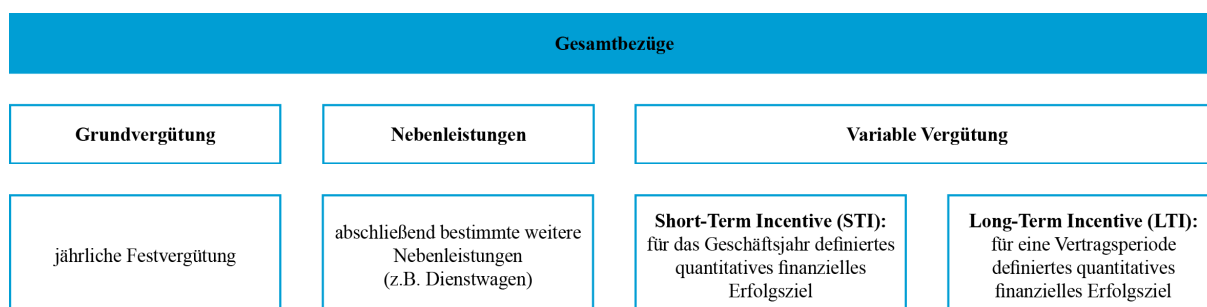 Gesamtbezüge
Grundvergütung
Nebenleistungen
Variable Vergütung
jährliche Festvergütung
abschließend bestimmte weitere
Nebenleistungen
(z.B. Dienstwagen)
Short-Term Incentive (STI):
für das Geschäftsjahr definiertes
quantitatives finanzielles
Erfolgsziel
Long-Term Incentive (LTI):
für eine Vertragsperiode
definiertes quantitatives
finanzielles Erfolgsziel